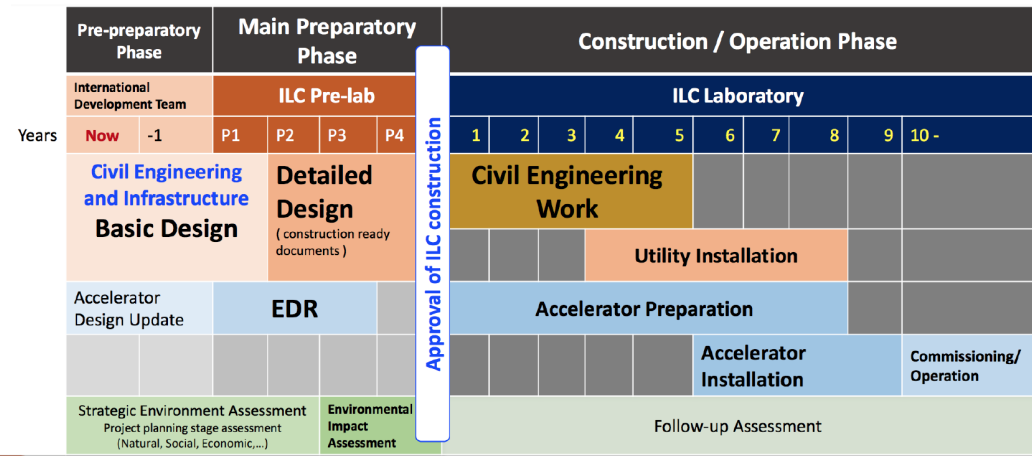 Pre-preparatory
Phase
Main Preparatory
Phase
Construction / Operation Phase
International
Development Team
ILC Pre-lab
ILC Laboratory
Years
Now
-1
P1
P2
P3
P4
1
2
3
4
5
6
7
8
9
10 -
Approval of ILC construction
Civil Engineering
and Infrastructure
Basic Design
Detailed
Design
( construction ready
documents )
Civil Engineering
Work
Utility Installation
Accelerator
Design Update
EDR
Accelerator Preparation
Accelerator
Installation
Commissioning/
Operation
Strategic Environment Assessment
Project planning stage assessment
(Natural, Social, Economic,...)
Environmental
Impact
Assessment
Follow-up Assessment